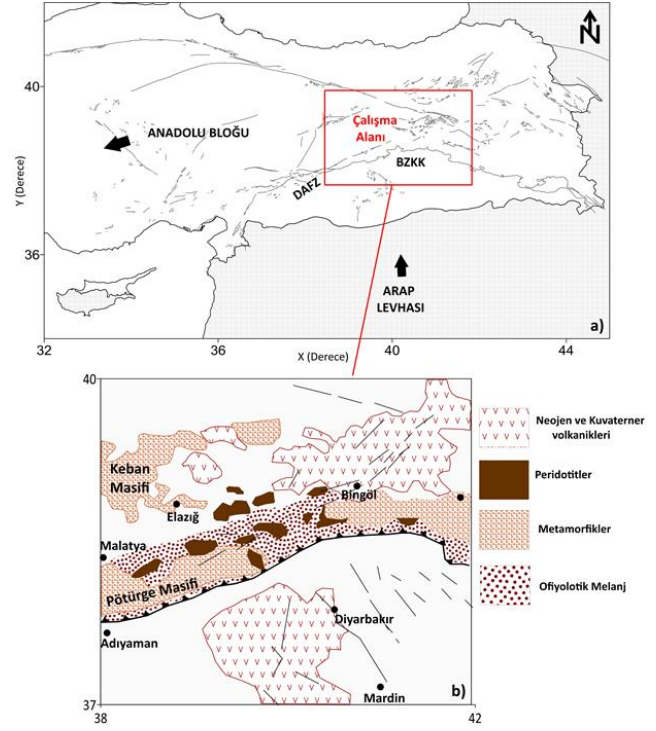 N
40
Çalışma
Alanı
ANADOLU BLOĞU
BZKK
DAFZ
Y (Derece)
36
ARAP
LEVHASI
a)
32
36
40
44
X (Derece)
40
Neojen ve Kuvaterner
volkanikleri
Keban
Masifi
Bingöl
Peridotitler
Elazığ
Metamorfikler
Malatya
Pötürge Masifi
Ofiyolotik Melanj
Diyarbakır
Adıyaman
Mardin
b)
37
38
42